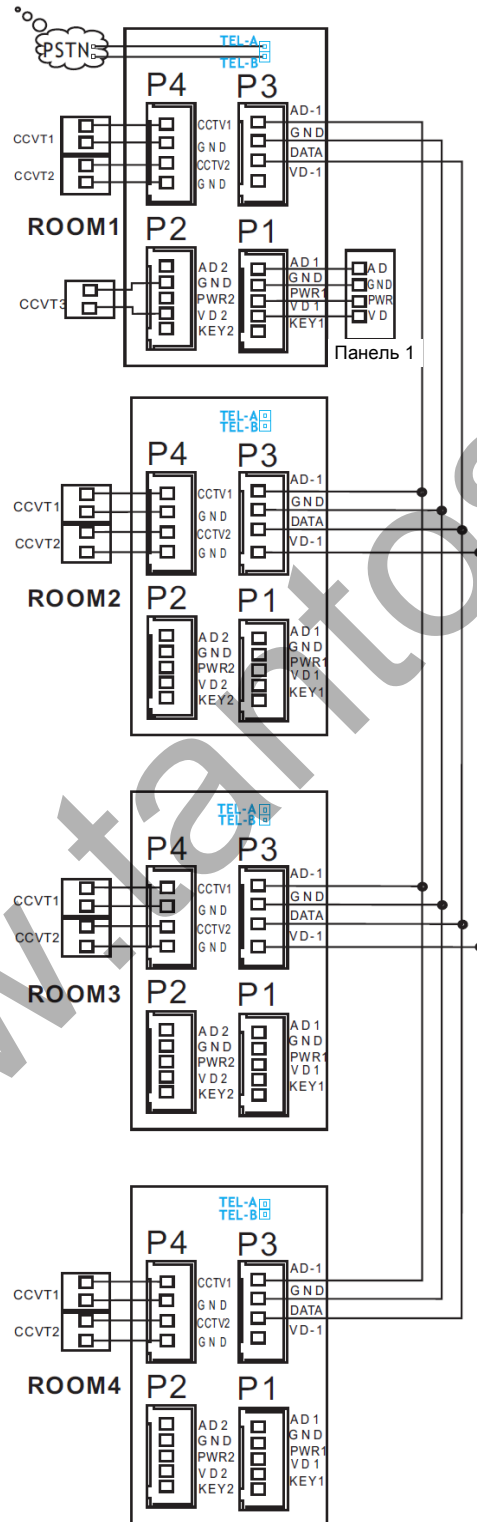 PSTN
TEL-A
TEL-B
P4
P3
CCVT1
CCVT2
CCTV1
GND
CCTV2
GND
AD-1
GND
DATA
VD-1
ROOM1
P2
P1
CCVT3
AD2
GND
PWR2
VD2
KEY2
AD1
GND
PWR1
VD1
KEY1
AD
GND
PWR
VD
Панель 1
TEL-A
TEL-B
P4
P3
CCVT1
CCVT2
CCTV1
GND
CCTV2
GND
AD-1
GND
DATA
VD-1
ROOM2
P2
P1
AD2
GND
PWR2
VD2
KEY2
AD1
GND
PWR1
VD1
KEY1
TEL-A
TEL-B
P4
P3
CCVT1
CCVT2
CCTV1
GND
CCTV2
GND
AD-1
GND
DATA
VD-1
ROOM3
P2
P1
AD2
GND
PWR2
VD2
KEY2
AD1
GND
PWR1
VD1
KEY1
TEL-A
TEL-B
P4
P3
CCVT1
CCVT2
CCTV1
GND
CCTV2
GND
AD-1
GND
DATA
VD-1
ROOM4
P2
P1
AD2
GND
PWR2
VD2
KEY2
AD1
GND
PWR1
VD1
KEY1
w.tantos